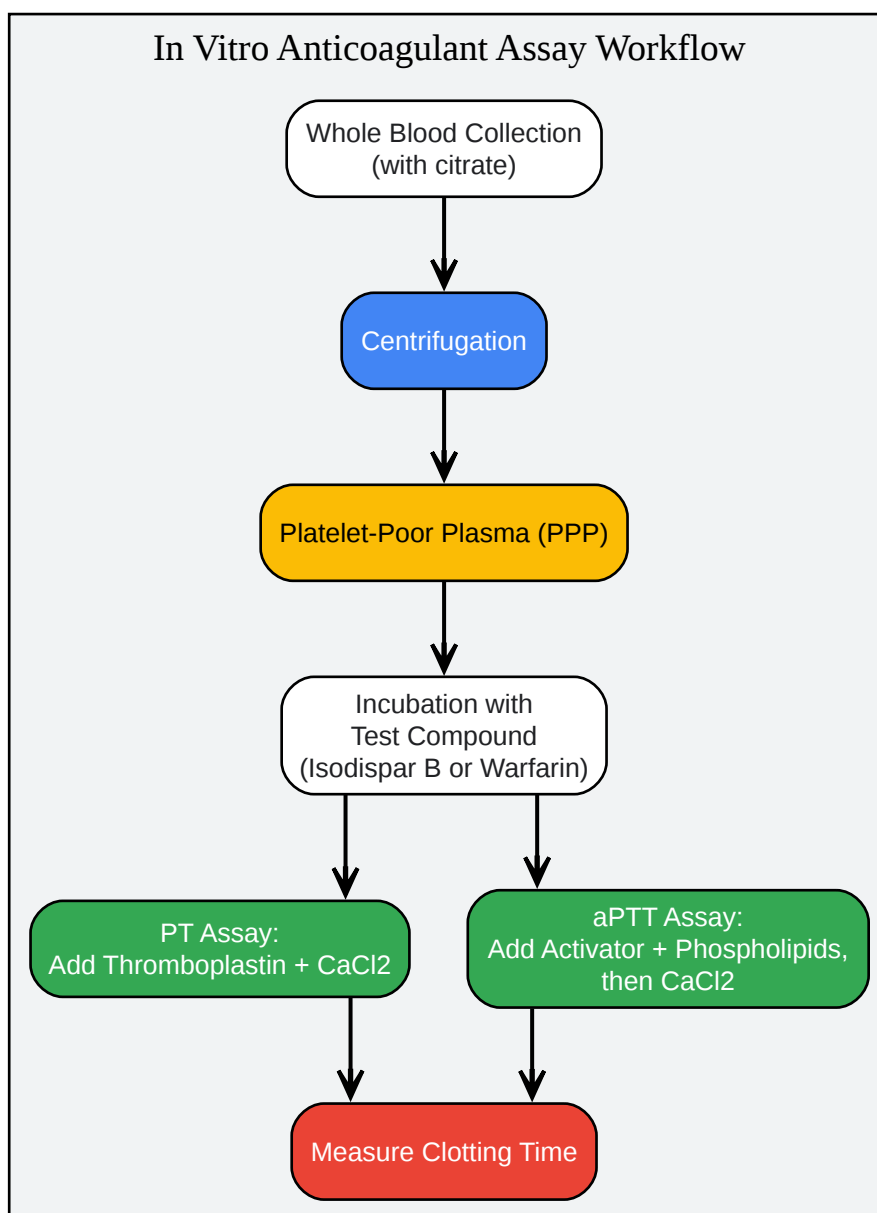 In Vitro Anticoagulant Assay Workflow
Whole Blood Collection
(with citrate)
Centrifugation
Platelet-Poor Plasma (PPP)
Incubation with
Test Compound
(Isodispar B or Warfarin)
PT Assay:
Add Thromboplastin + CaCl2
aPTT Assay:
Add Activator + Phospholipids,
then CaCl2
Measure Clotting Time